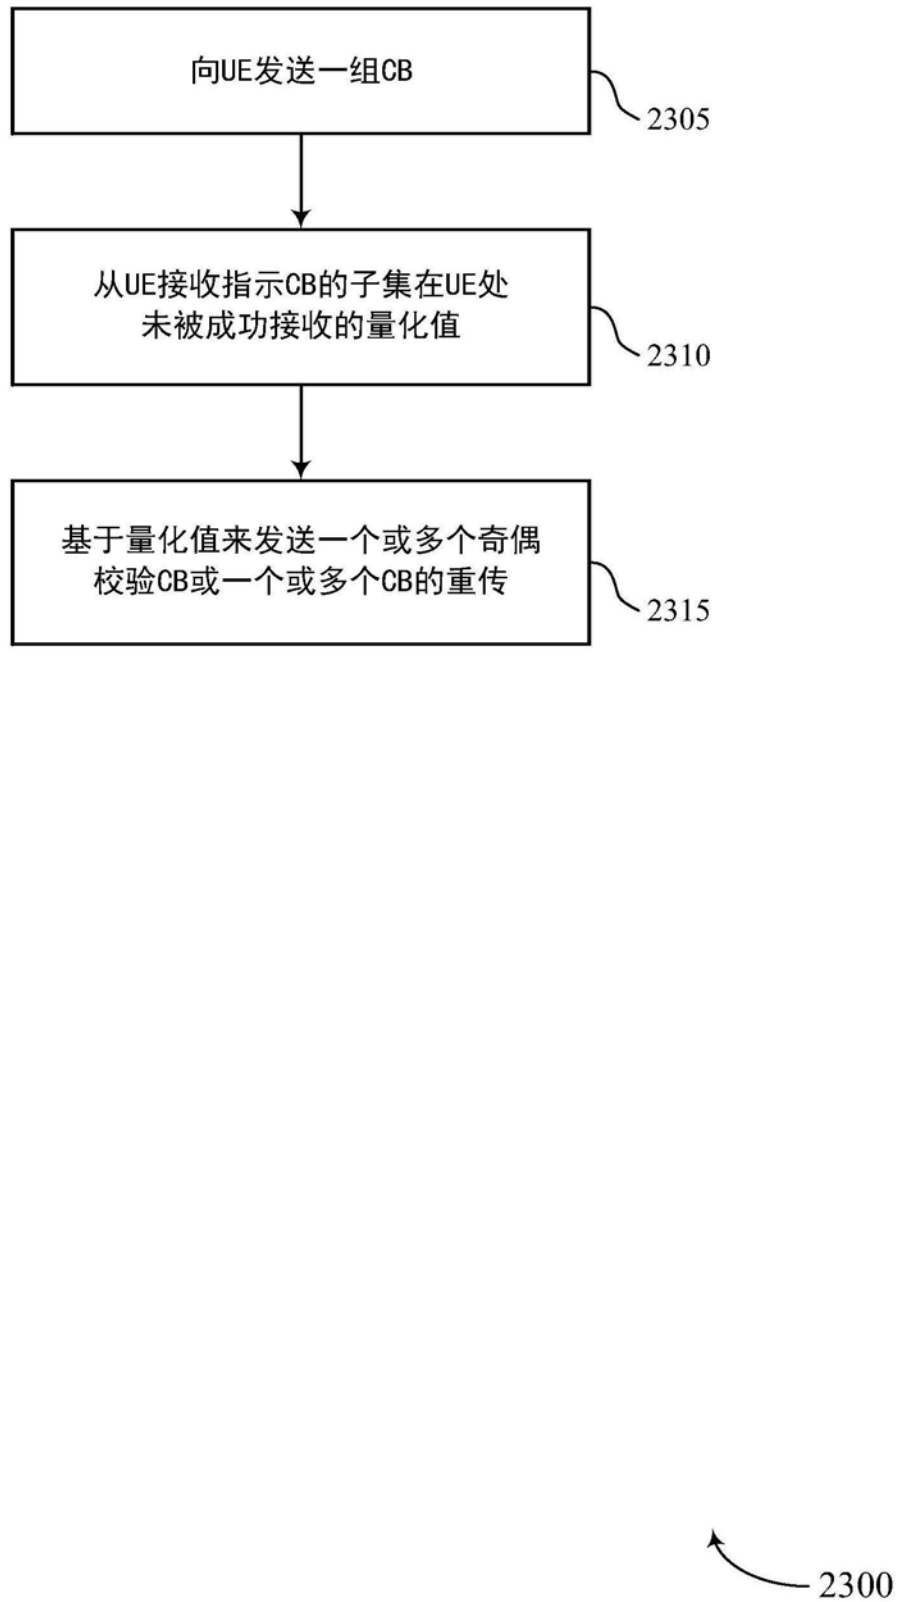 向UE发送一组CB
2305
从UE接收指示CB的子集在UE处
未被成功接收的量化值
2310
基于量化值来发送一个或多个奇偶
校验CB或一个或多个CB的重传
2315
2300